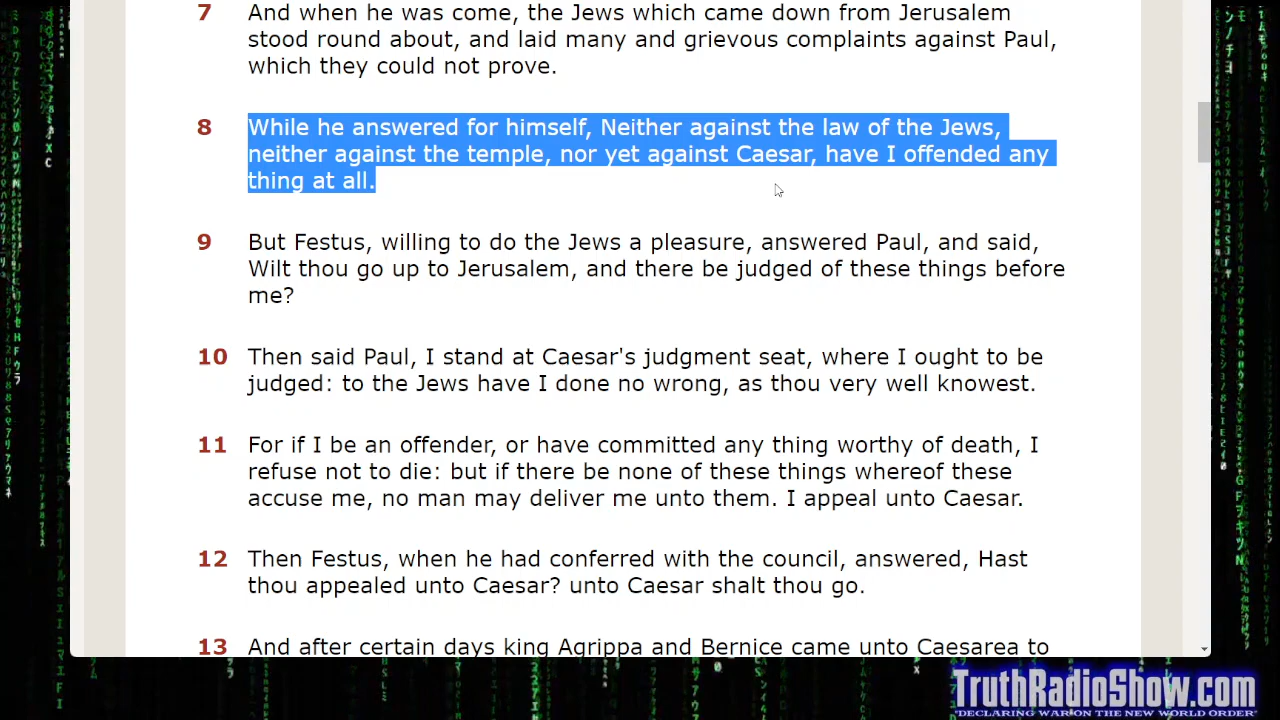 7 And when he was come, the Jews which came down from Jerusalem
stood round about, and laid many and grievous complaints against Paul,
which they could not prove.
8 While he answered for himself, Neither against the law of the Jews,
neither against the temple, nor yet against Caesar, have I offended any
thing at all.
9 But Festus, willing to do the Jews a pleasure, answered Paul, and said,
Wilt thou go up to Jerusalem, and there be judged of these things before
me?
10 Then said Paul, I stand at Caesar's judgment seat, where I ought to be
judged: to the Jews have I done no wrong, as thou very well knowest.
11 For if I be an offender, or have committed any thing worthy of death, I
refuse not to die: but if there be none of these things whereof these
accuse me, no man may deliver me unto them. I appeal unto Caesar.
12 Then Festus, when he had conferred with the council, answered, Hast
thou appealed unto Caesar? unto Caesar shalt thou go.
13 And after certain days king Agrippa and Bernice came unto Caesarea to
TruthRadioShow.com
"DECLARING WAR ON THE NEW WORLD ORDER"